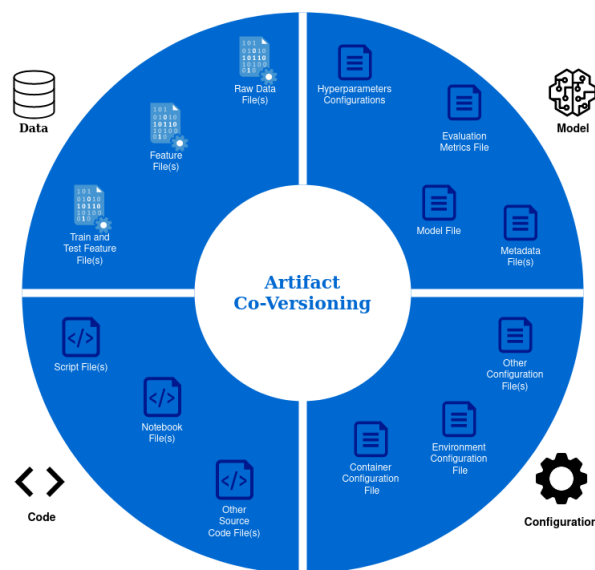 Data
Raw Data
File(s)
Feature
File(s)
Train and
Test Feature
File(s)
Hyperparameters
Configurations
Evaluation
Metrics File
Model File
Metadata
File(s)
Model
Artifact
Co-Versioning
Script File(s)
Notebook
File(s)
Other
Source
Code File(s)
Code
Other
Configuration
File(s)
Environment
Configuration
File
Container
Configuration
File
Configuration